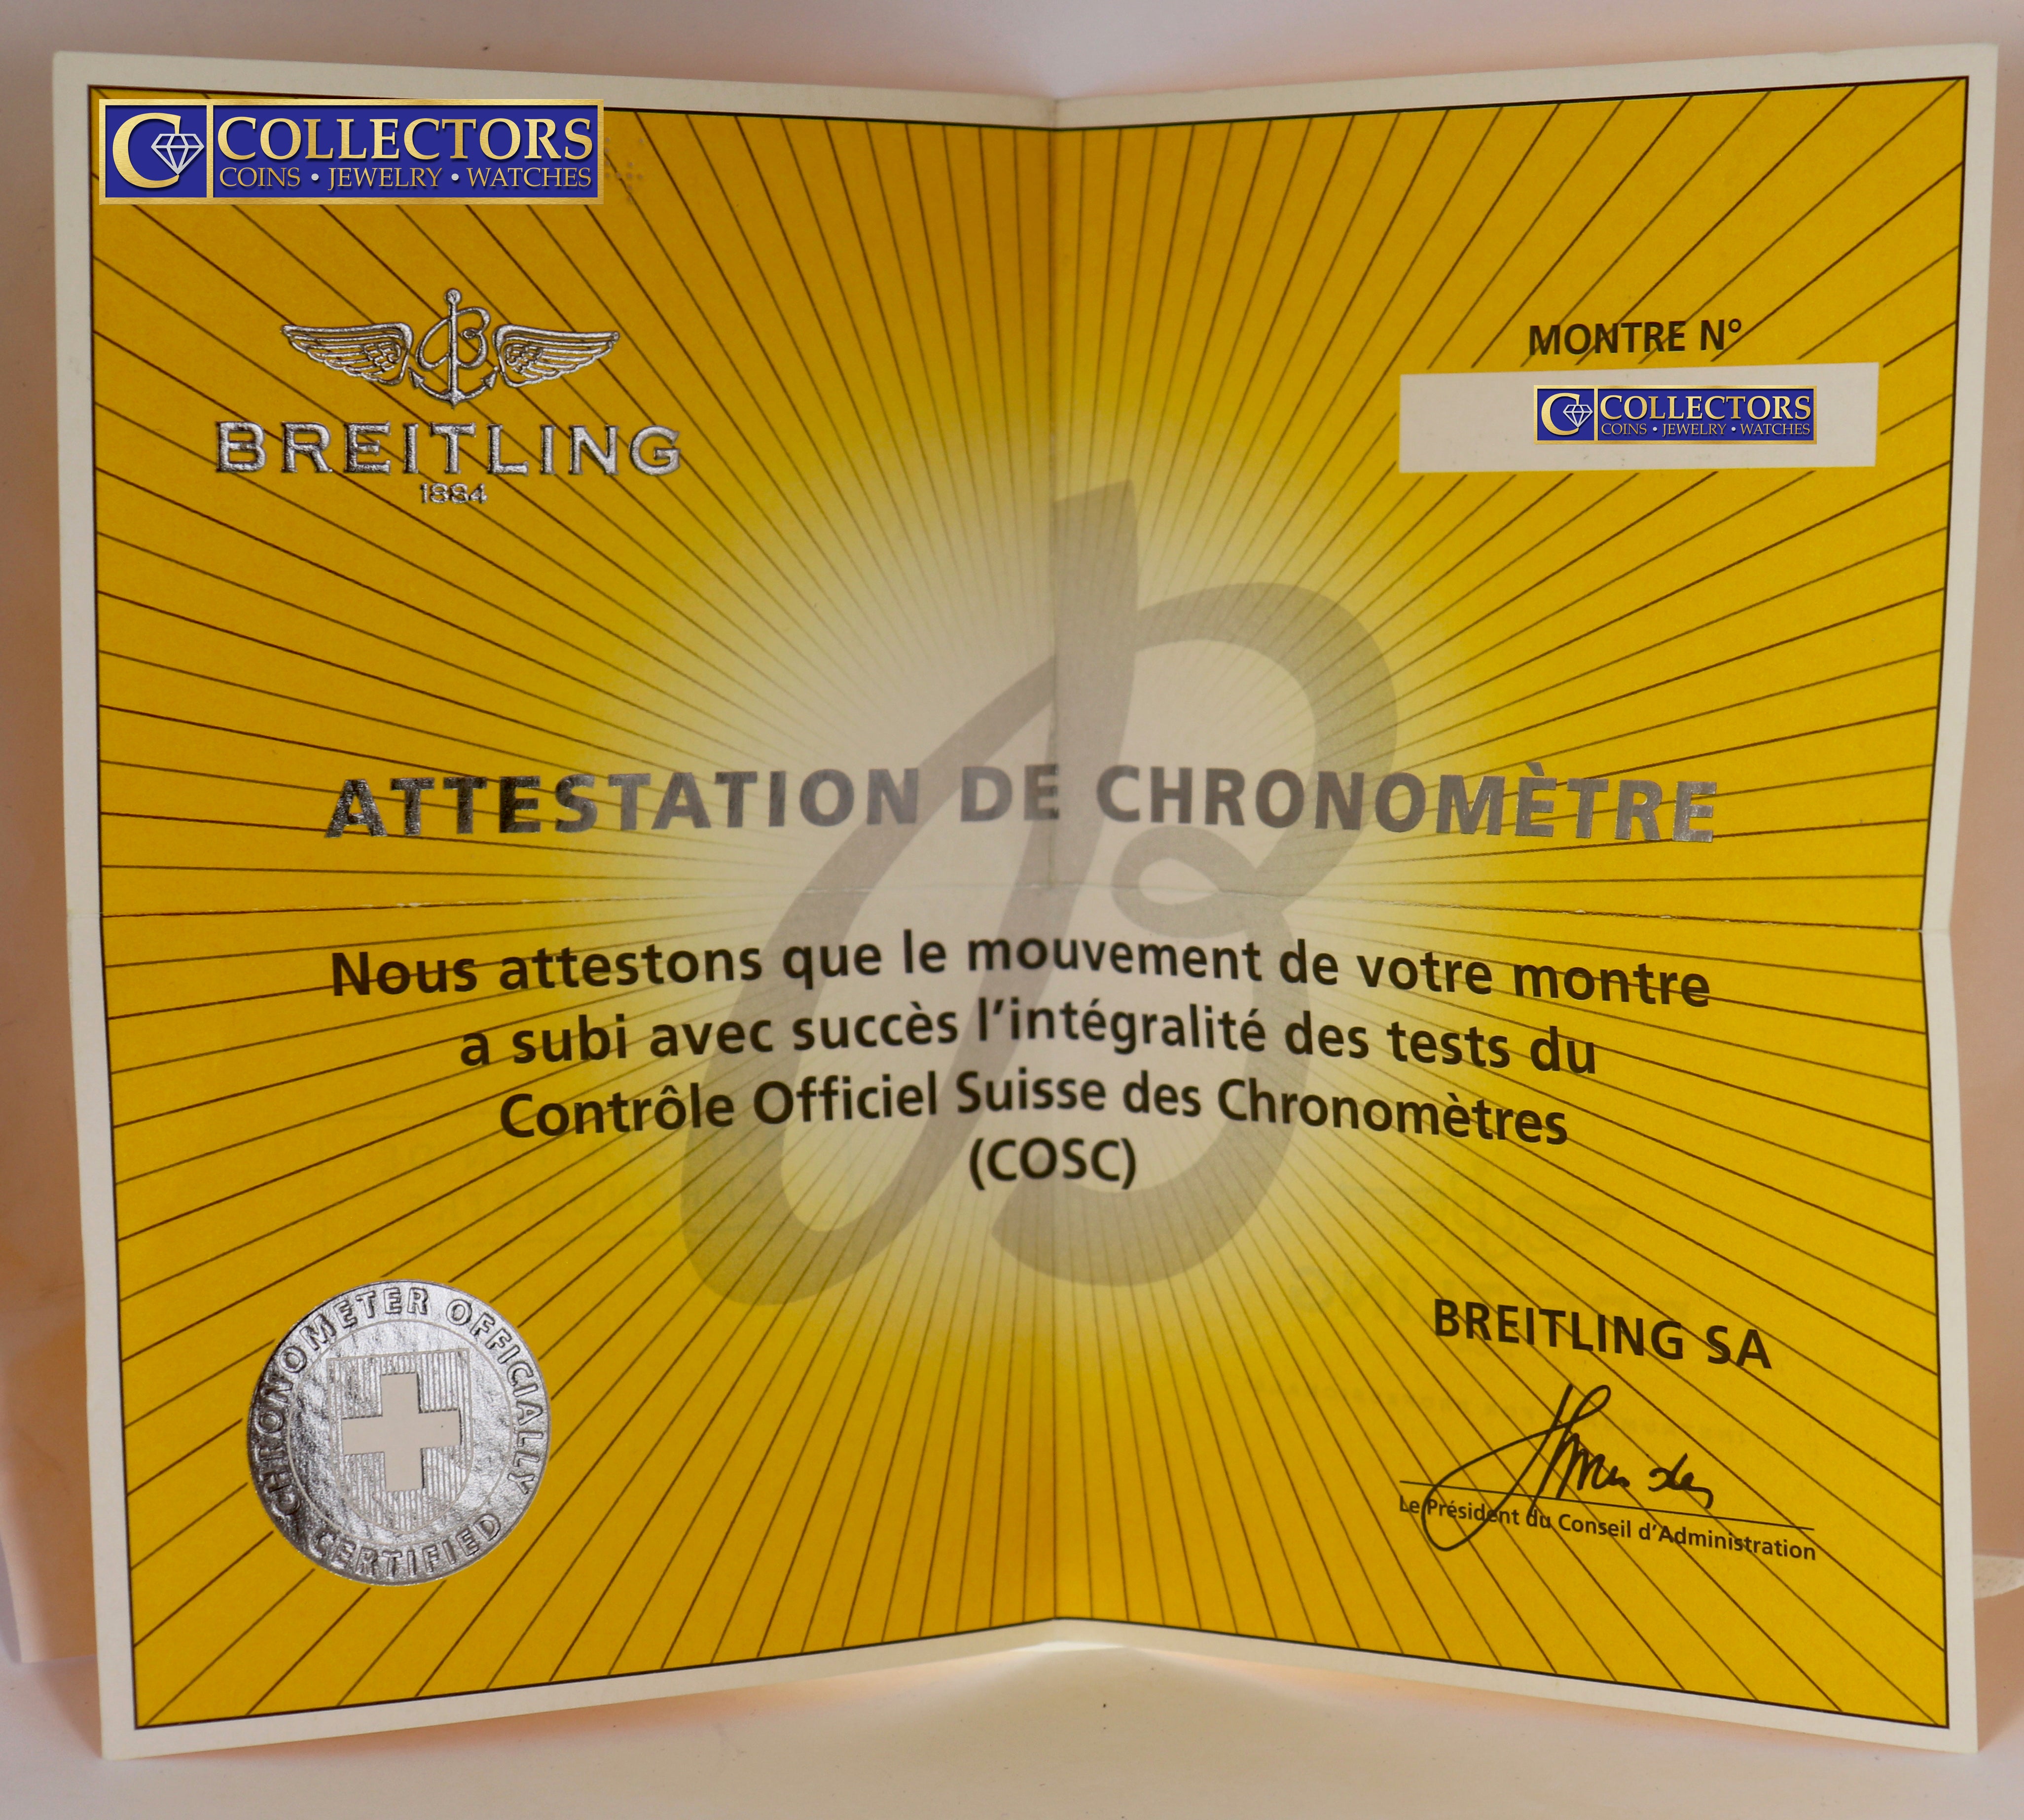 COLLECTORS
COINS • JEWELRY • WATCHES
BREITLING
1884
MONTRE N°
COLLECTORS
COINS • JEWELRY • WATCHES
ATTESTATION DE CHRONOMÈTRE
Nous attestons que le mouvement de votre montre
a subi avec succès l'intégralité des tests du
Contrôle Officiel Suisse des Chronomètres
(COSC)
CHRONOMETER OFFICIALLY
CERTIFIED
BREITLING SA
Le Président du Conseil d'Administration